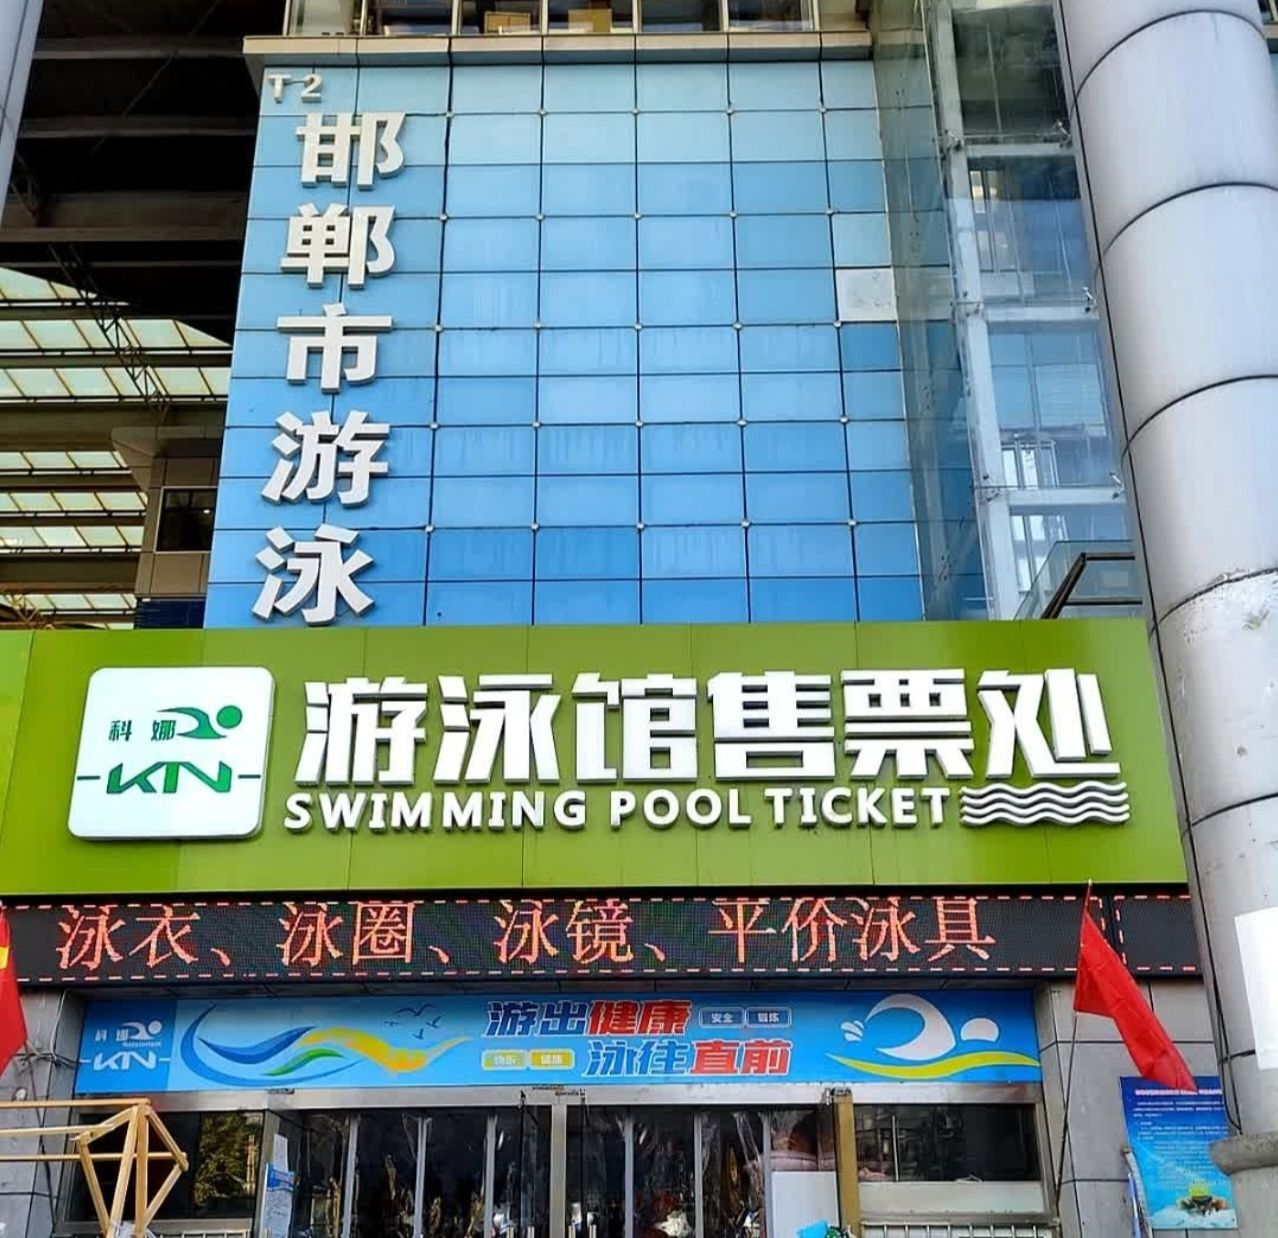 T-2
邯郸市游泳
科娜
KN
游泳馆售票处
SWIMMING POOL TICKET
泳衣、泳圈、泳镜、平价泳具
科娜
KN
游出健康
安全 锻炼
快乐 健康
泳往直前